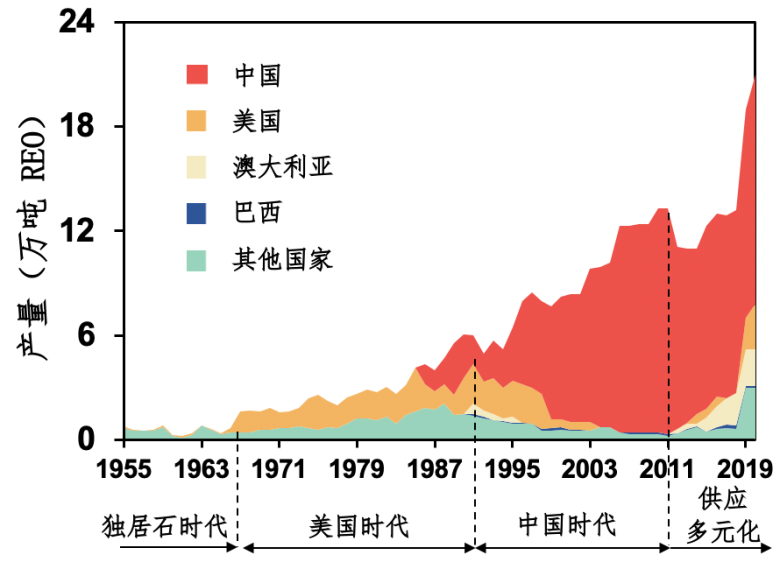 产量（万吨 REO）
24
18
12
6
0
中国
美国
澳大利亚
巴西
其他国家
1955 1963 1971 1979 1987 1995 2003 2011 2019
独居石时代 美国时代 中国时代 供应
多元化